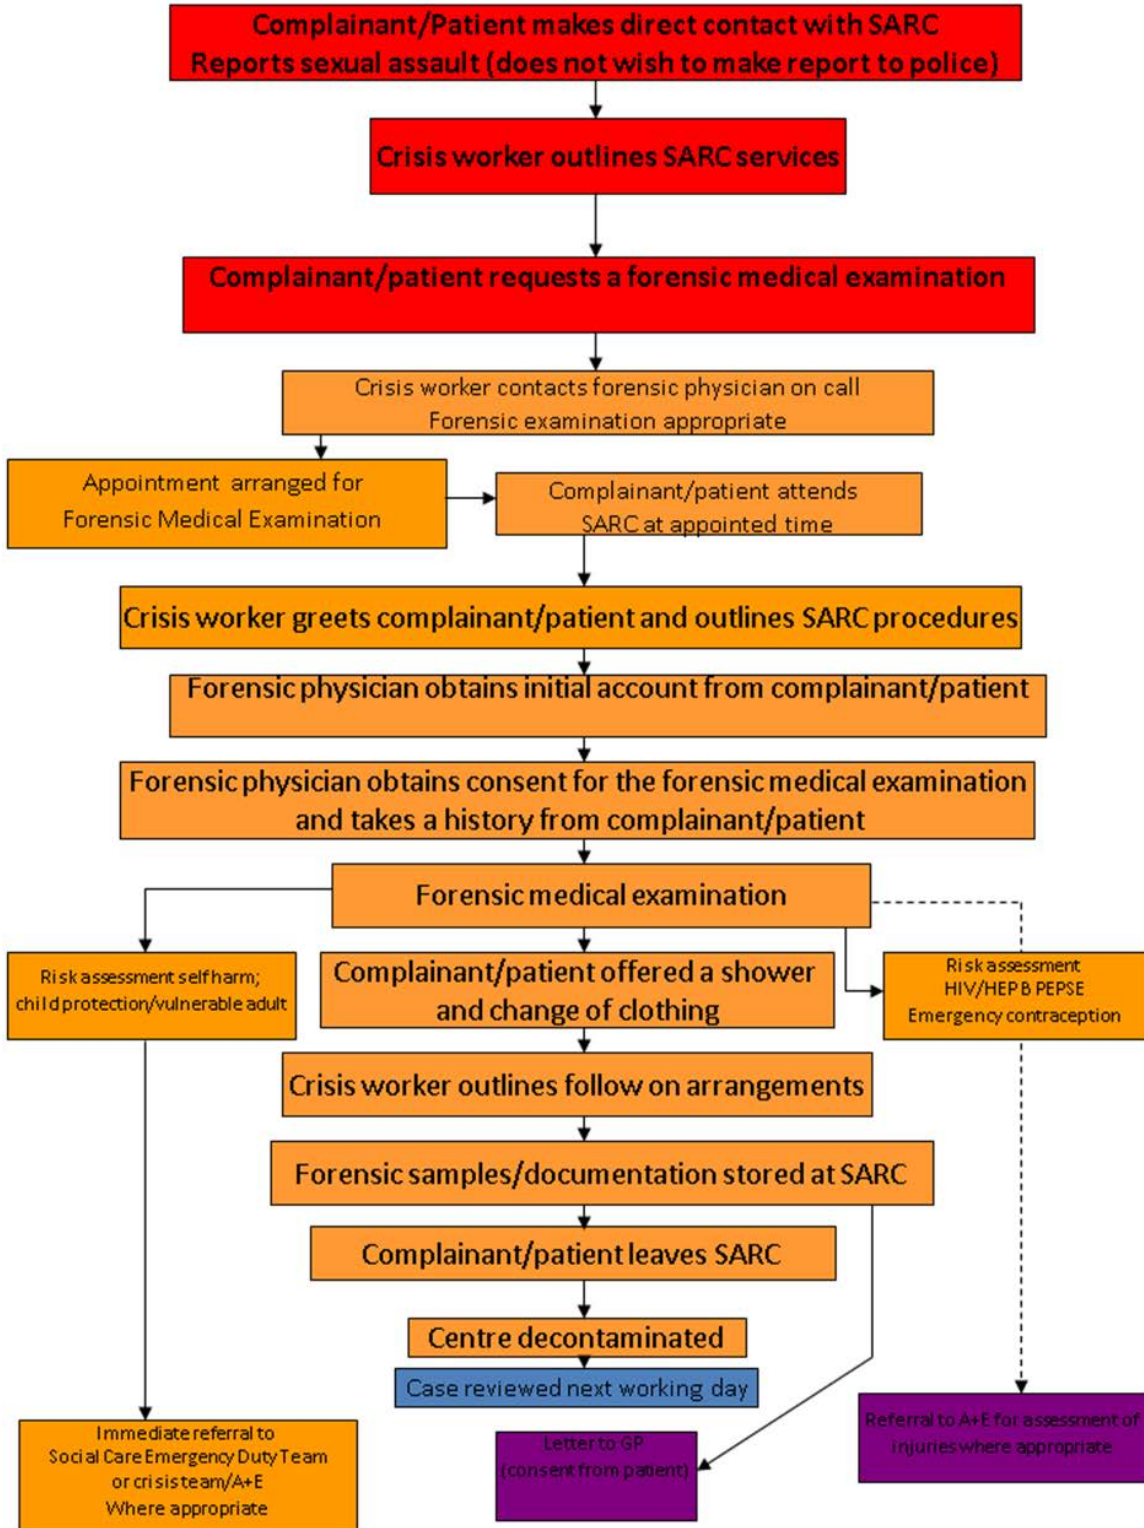 Complainant/Patient makes direct contact with SARC
Reports sexual assault (does not wish to make report to police)
Crisis worker outlines SARC services
Complainant/patient requests a forensic medical examination
Crisis worker contacts forensic physician on call
Forensic examination appropriate
Appointment arranged for
Forensic Medical Examination
Complainant/patient attends
SARC at appointed time
Crisis worker greets complainant/patient and outlines SARC procedures
Forensic physician obtains initial account from complainant/patient
Forensic physician obtains consent for the forensic medical examination
and takes a history from complainant/patient
Forensic medical examination
Risk assessment self harm;
child protection/vulnerable adult
Complainant/patient offered a shower
and change of clothing
Risk assessment
HIV/HEP B PEPSE
Emergency contraception
Crisis worker outlines follow on arrangements
Forensic samples/documentation stored at SARC
Complainant/patient leaves SARC
Centre decontaminated
Case reviewed next working day
Immediate referral to
Social Care Emergency Duty Team
or crisis team/A+E
Where appropriate
Letter to GP
(consent from patient)
Referral to A+E for assessment of
injuries where appropriate